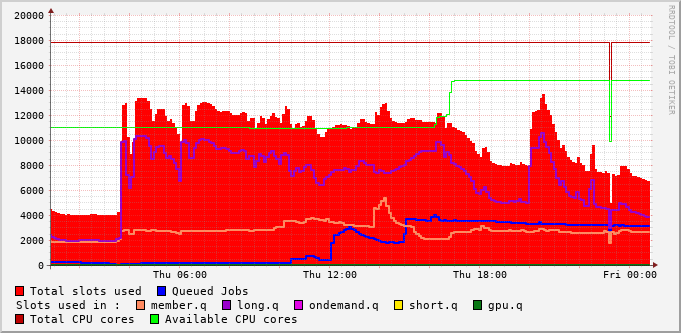 20000
18000
16000
14000
12000
10000
8000
6000
4000
2000
0
Thu 06:00 Thu 12:00 Thu 18:00 Fri 00:00
RRDTOOL / TOBI OETIKER
Total slots used Queued Jobs
Slots used in : member.q long.q ondemand.q short.q gpu.q
Total CPU cores Available CPU cores